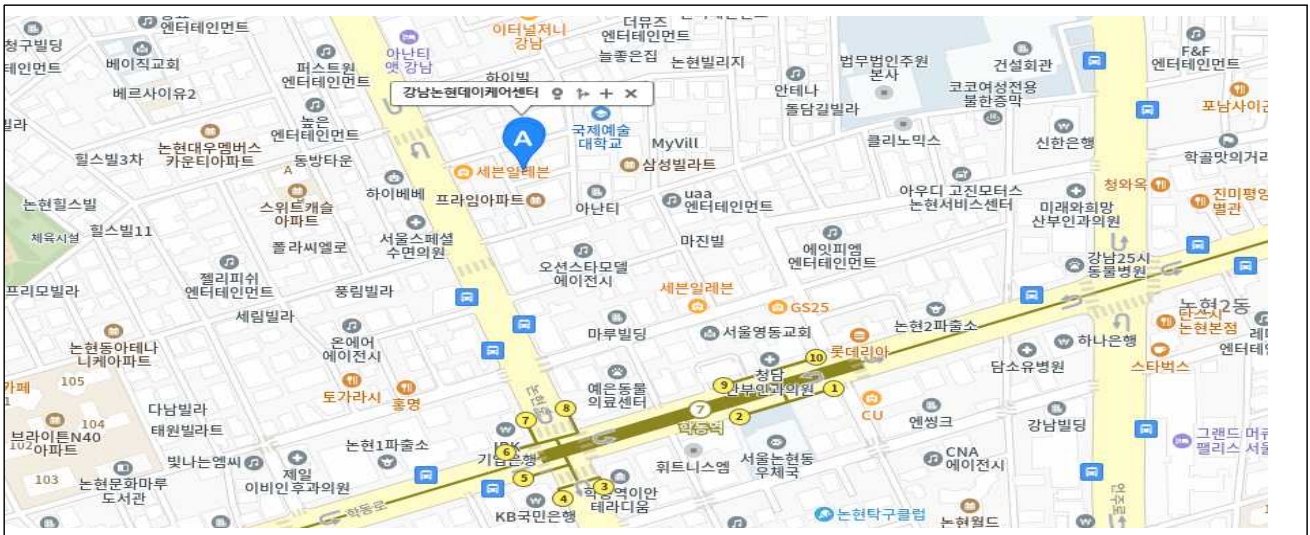 엔터테인먼트
이터널저니
강남
더뮤즈
엔터테인먼트
청구빌딩
베이직교회
퍼스트원
엔터테인먼트
아난티
앳 강남
늘좋은집
논현빌리지
법무법인주원
본사
건설회관
F&F
엔터테인먼트
테인먼트
베르사이유2
하이빌
강남논현데이케어센터
A
안테나
돌담길빌라
코코여성전용
불한증막
포남사이곤
빌라
높은
엔터테인먼트
국제예술
대학교
MyVill
클리노믹스
신한은행
논현대우멤버스
카운티아파트
학골맛의거리
힐스빌3차
A
동방타운
세븐일레븐
삼성빌라트
하이베베
프라임아파트
아난티
uaa
엔터테인먼트
아우디 고진모터스
논현서비스센터
청와옥
미래와희망
산부인과의원
진미평양
별관
논현힐스빌
스위트캐슬
아파트
체육시설
힐스빌11
폴라씨엘로
서울스페셜
수면의원
마진빌
에잇피엠
엔터테인먼트
강남25시
동물병원
젤리피쉬
엔터테인먼트
오션스타모델
에이전시
프리모빌라
풍림빌라
세븐일레븐
GS25
논현2동
세림빌라
마루빌딩
서울영동교회
논현2파출소
탄스시
논현본점
온에어
에이전시
롯데리아
하나은행
논현동아테나
니케아파트
10
담소유병원
스타벅스
105
예은동물
의료센터
9
청담
산부인과의원
1
토가라시
홍명
논현로
CU
엔씽크
강남빌딩
다남빌라
8
7
7
2
학동역
브라이튼N40
아파트
104
102
태원빌라트
논현1파출소
6
IBK
기업은행
휘트니스엠
서울논현동
우체국
CNA
에이전시
그랜드 머큐
팰리스 서울
빛나는엠씨
제일
이비인후과의원
5
103
논현문화마루
도서관
4
3
학동역이안
테라디움
학동로
KB국민은행
논현탁구클럽
논현월드
언주로